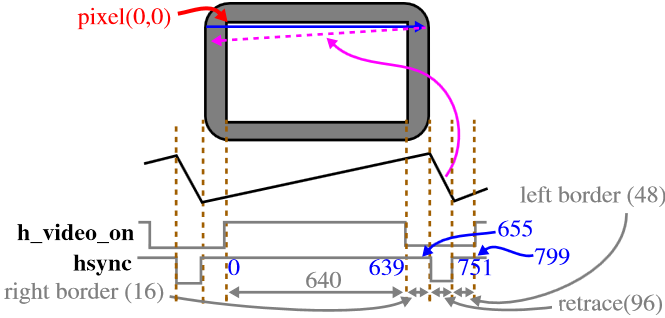 pixel(0,0)
left border (48)
h_video_on
655
hsync
0
639
751
799
640
right border (16)
retrace(96)